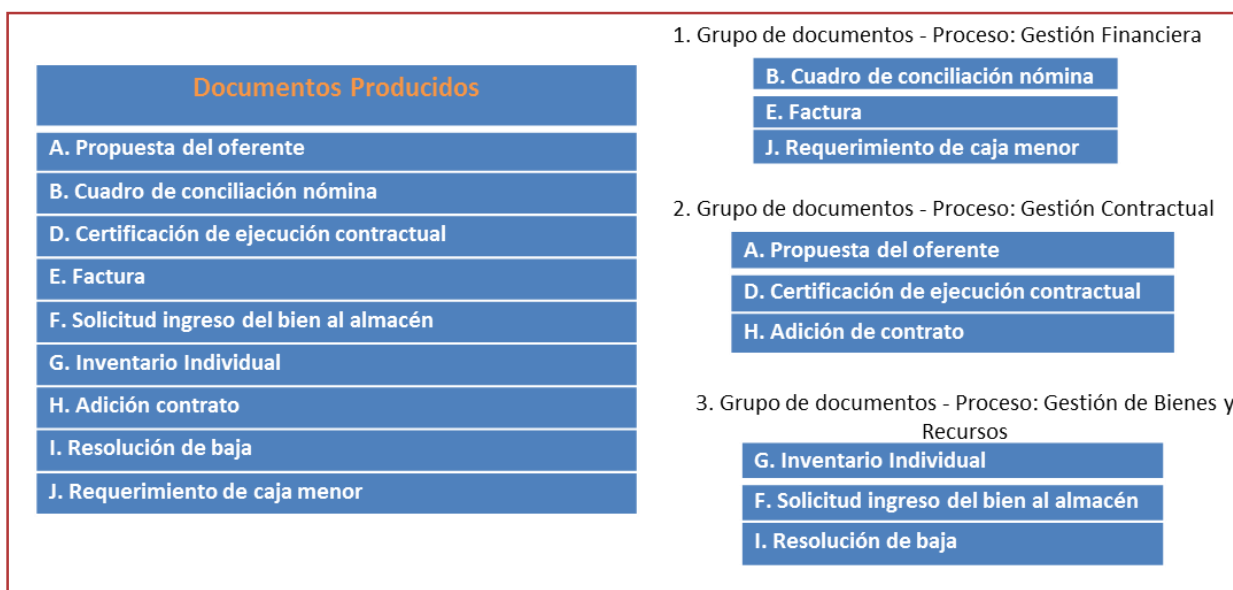 Documentos Producidos
A. Propuesta del oferente
B. Cuadro de conciliación nómina
D. Certificación de ejecución contractual
E. Factura
F. Solicitud ingreso del bien al almacén
G. Inventario Individual
H. Adición contrato
I. Resolución de baja
J. Requerimiento de caja menor
1. Grupo de documentos - Proceso: Gestión Financiera
B. Cuadro de conciliación nómina
E. Factura
J. Requerimiento de caja menor
2. Grupo de documentos - Proceso: Gestión Contractual
A. Propuesta del oferente
D. Certificación de ejecución contractual
H. Adición de contrato
3. Grupo de documentos - Proceso: Gestión de Bienes y
Recursos
G. Inventario Individual
F. Solicitud ingreso del bien al almacén
I. Resolución de baja